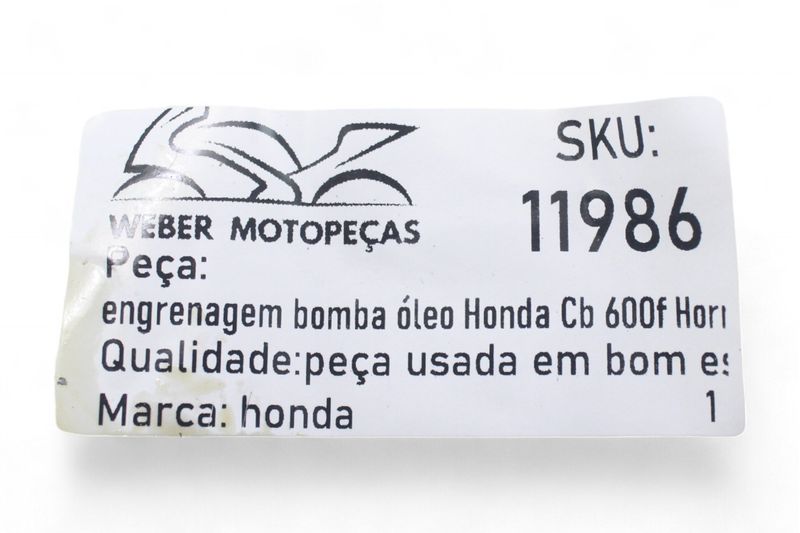 SKU:
11986
WEBER MOTOPEÇAS
Peça:
engrenagem bomba óleo Honda Cb 600f
Qualidade:peça usada em bom
Marca: honda
1